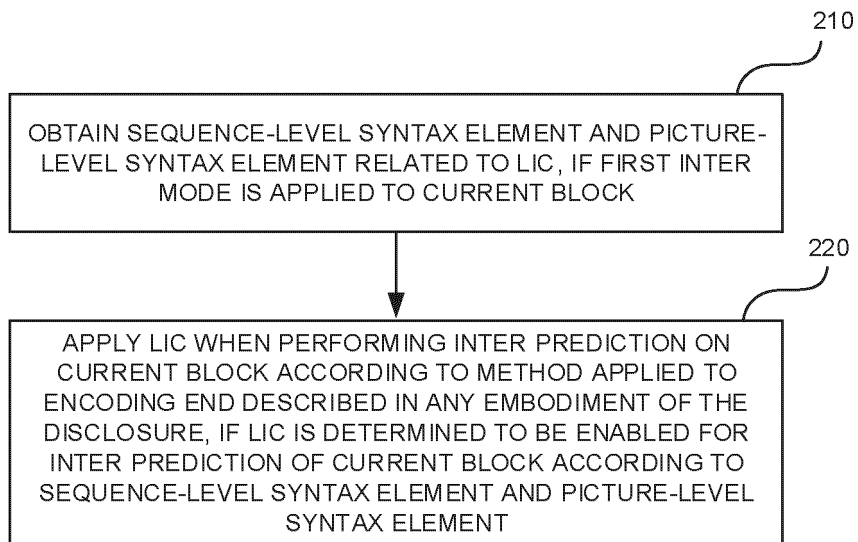 210
OBTAIN SEQUENCE-LEVEL SYNTAX ELEMENT AND PICTURE-
LEVEL SYNTAX ELEMENT RELATED TO LIC, IF FIRST INTER
MODE IS APPLIED TO CURRENT BLOCK
220
APPLY LIC WHEN PERFORMING INTER PREDICTION ON
CURRENT BLOCK ACCORDING TO METHOD APPLIED TO
ENCODING END DESCRIBED IN ANY EMBODIMENT OF THE
DISCLOSURE, IF LIC IS DETERMINED TO BE ENABLED FOR
INTER PREDICTION OF CURRENT BLOCK ACCORDING TO
SEQUENCE-LEVEL SYNTAX ELEMENT AND PICTURE-LEVEL
SYNTAX ELEMENT